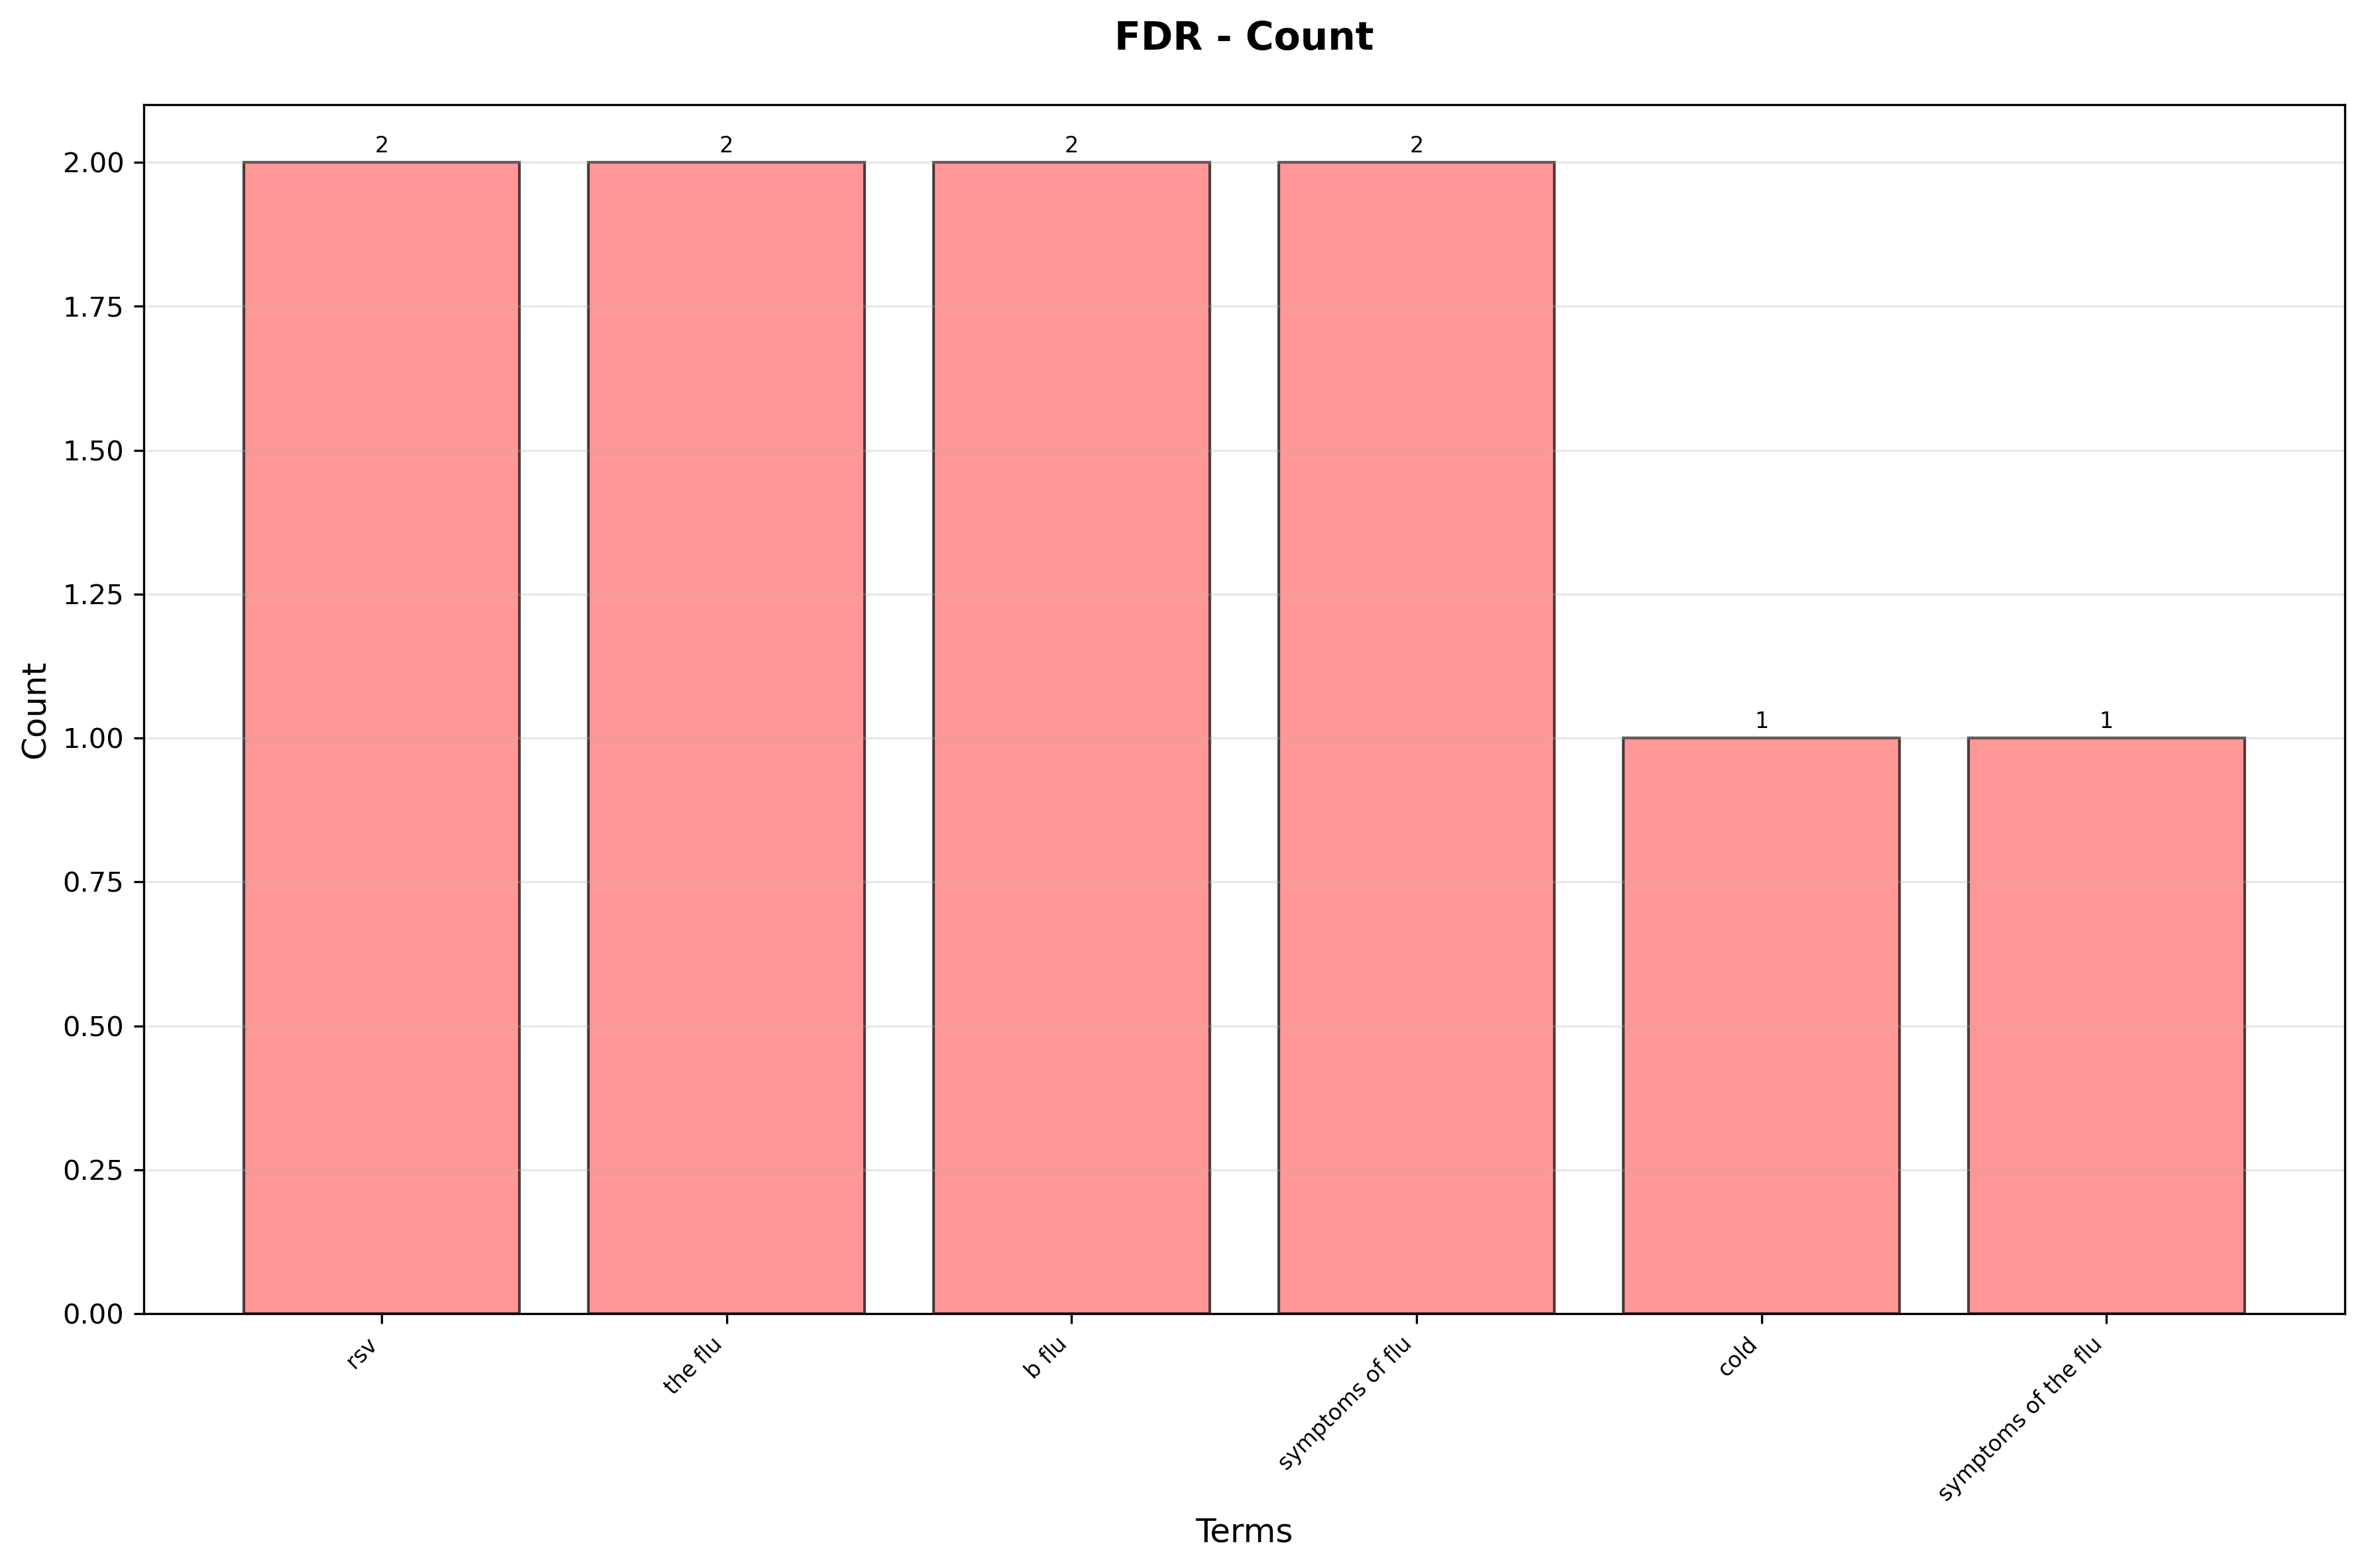 FDR - Count
2 2 2 2
2.00
1.75
1.50
1.25
1 1
Count
1.00
0.75
0.50
0.25
0.00
rsv
the flu
b flu
symptoms of flu
cold
symptoms of the flu
Terms